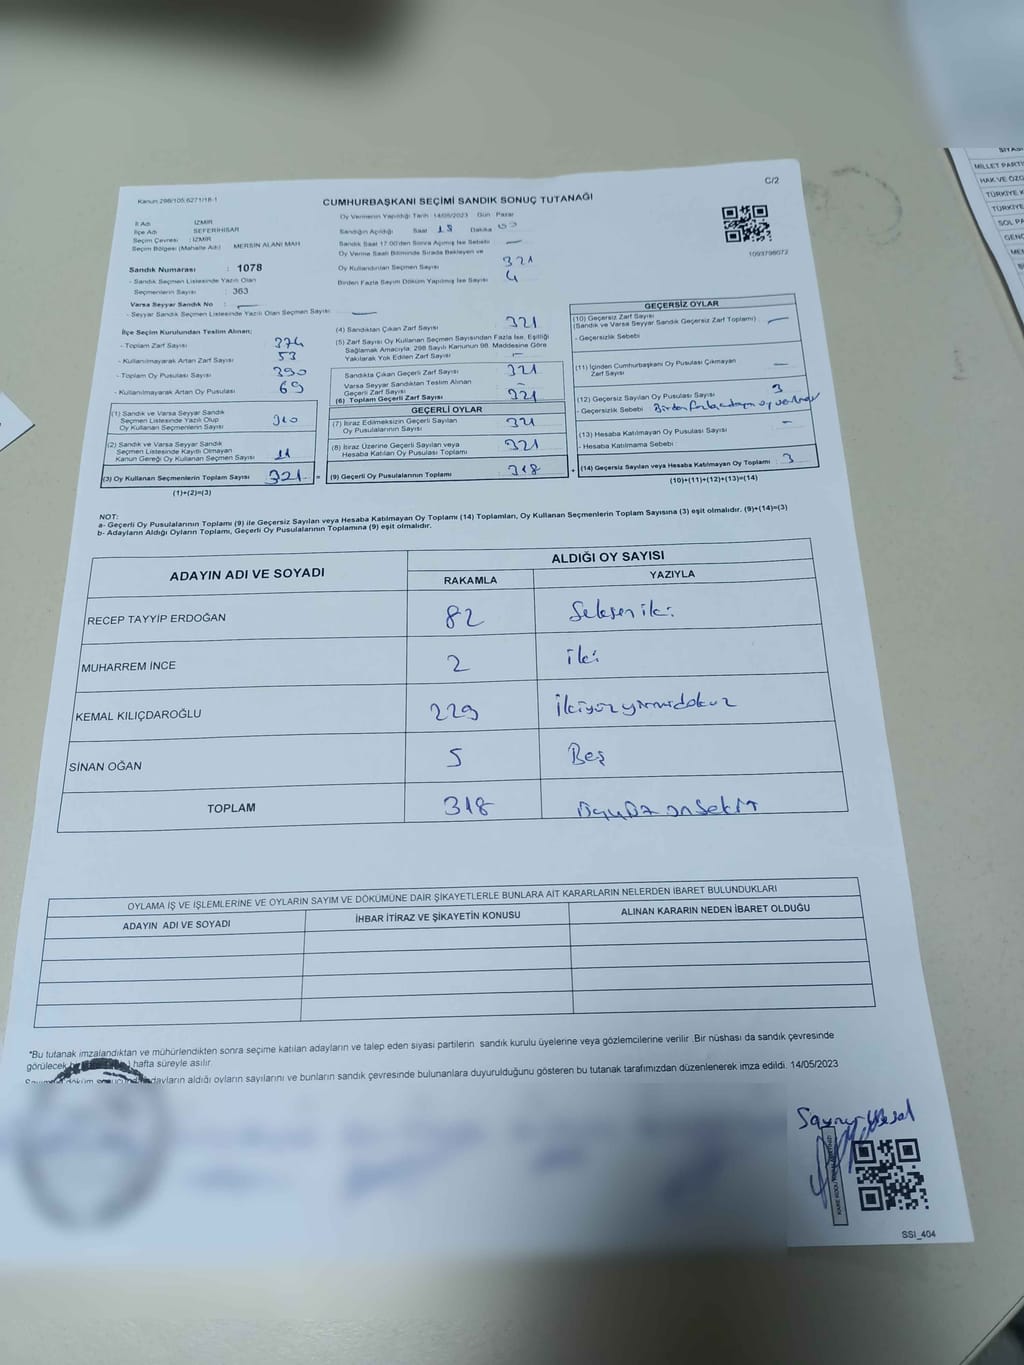 C/2
Kanun 298/105,6271/18-1
CUMHURBAŞKANI SEÇİMİ SANDIK SONUÇ TUTANAĞI
İl Adı : İZMİR
İlçe Adı : SEFERİHİSAR
Seçim Çevresi : İZMİR
Seçim Bölgesi (Mahalle Adı) : MERSİN ALANI MAH
Oy Vermenin Yapıldığı Tarih : 14/05/2023 Gün : Pazar
Sandığın Açıldığı Saat 18 Dakika
Sandık Saat 17.00'den Sonra Açılmış İse Sebebi : —
Oy Verme Saati Bitiminde Sırada Bekleyen ve
Oy Kullandırılan Seçmen Sayısı 321
Birden Fazla Sayım Döküm Yapılmış İse Sayısı : 4
1093798072
Sandık Numarası : 1078
- Sandık Seçmen Listesinde Yazılı Olan
Seçmenlerin Sayısı : 363
Varsa Seyyar Sandık No : —
- Seyyar Sandık Seçmen Listesinde Yazılı Olan Seçmen Sayısı : —
İlçe Seçim Kurulundan Teslim Alınan;
- Toplam Zarf Sayısı 374
- Kullanılmayarak Artan Zarf Sayısı 53
- Toplam Oy Pusulası Sayısı 390
- Kullanılmayarak Artan Oy Pusulası 69
(1) Sandık ve Varsa Seyyar Sandık
Seçmen Listesinde Yazılı Olup
Oy Kullanan Seçmenlerin Sayısı 310
(2) Sandık ve Varsa Seyyar Sandık
Seçmen Listesinde Kayıtlı Olmayan
Kanun Gereği Oy Kullanan Seçmen Sayısı 11
(3) Oy Kullanan Seçmenlerin Toplam Sayısı 321 =
(1)+(2)=(3)
(4) Sandıktan Çıkan Zarf Sayısı 321
(5) Zarf Sayısı Oy Kullanan Seçmen Sayısından Fazla İse, Eşitliği
Sağlamak Amacıyla, 298 Sayılı Kanunun 98. Maddesine Göre
Yakılarak Yok Edilen Zarf Sayısı —
Sandıkta Çıkan Geçerli Zarf Sayısı 321
Varsa Seyyar Sandıktan Teslim Alınan
Geçerli Zarf Sayısı —
(6) Toplam Geçerli Zarf Sayısı 321
GEÇERLİ OYLAR
(7) İtiraz Edilmeksizin Geçerli Sayılan
Oy Pusulalarının Sayısı 321
(8) İtiraz Üzerine Geçerli Sayılan veya
Hesaba Katılan Oy Pusulası Toplamı 321
(9) Geçerli Oy Pusulalarının Toplamı 318 +
GEÇERSİZ OYLAR
(10) Geçersiz Zarf Sayısı
(Sandık ve Varsa Seyyar Sandık Geçersiz Zarf Toplamı) —
- Geçersizlik Sebebi
(11) İçinden Cumhurbaşkanı Oy Pusulası Çıkmayan
Zarf Sayısı —
(12) Geçersiz Sayılan Oy Pusulası Sayısı 3
- Geçersizlik Sebebi : Birden fazla adaya oy
(13) Hesaba Katılmayan Oy Pusulası Sayısı -
- Hesaba Katılmama Sebebi :
(14) Geçersiz Sayılan veya Hesaba Katılmayan Oy Toplamı 3
(10)+(11)+(12)+(13)=(14)
NOT:
a- Geçerli Oy Pusulalarının Toplamı (9) ile Geçersiz Sayılan veya Hesaba Katılmayan Oy Toplamı (14) Toplamları, Oy Kullanan Seçmenlerin Toplam Sayısına (3) eşit olmalıdır. (9)+(14)=(3)
b- Adayların Aldığı Oyların Toplamı, Geçerli Oy Pusulalarının Toplamına (9) eşit olmalıdır.
ADAYIN ADI VE SOYADI
ALDIĞI OY SAYISI
RAKAMLA YAZIYLA
RECEP TAYYİP ERDOĞAN 82 Seksen iki
MUHARREM İNCE 2 iki
KEMAL KILIÇDAROĞLU 229 ikiyüzyirmidokuz
SİNAN OĞAN 5 Beş
TOPLAM 318 üçyüz onsekiz
OYLAMA İŞ VE İŞLEMLERİNE VE OYLARIN SAYIM VE DÖKÜMÜNE DAİR ŞİKAYETLERLE BUNLARA AİT KARARLARIN NELERDEN İBARET BULUNDUKLARI
ADAYIN ADI VE SOYADI İHBAR İTİRAZ VE ŞİKAYETİN KONUSU ALINAN KARARIN NEDEN İBARET OLDUĞU
*Bu tutanak imzalandıktan ve mühürlendikten sonra seçime katılan adayların ve talep eden siyasi partilerin sandık kurulu üyelerine veya gözlemcilerine verilir .Bir nüshası da sandık çevresinde
görülecek hafta süreyle asılır.
aldığı oyların sayılarını ve bunların sandık çevresinde bulunanlara duyurulduğunu gösteren bu tutanak tarafımızdan düzenlenerek imza edildi. 14/05/2023
SSI_404
MİLLET PARTİ
HAK VE ÖZG
TÜRKİYE K
TÜRKİYE
SOL PA
GENÇ